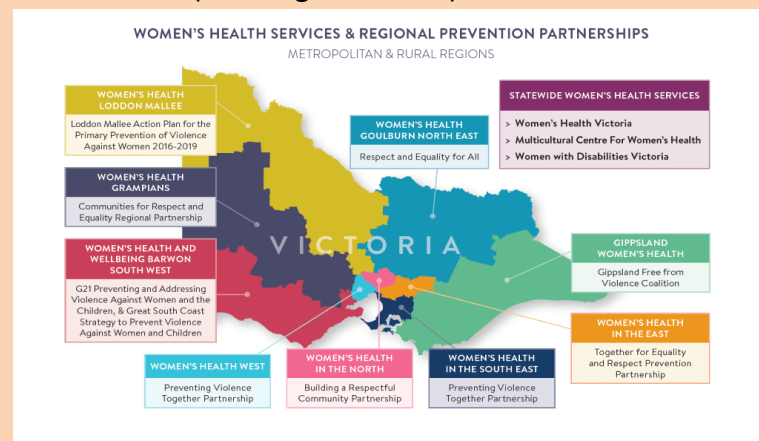 WOMEN'S HEALTH SERVICES & REGIONAL PREVENTION PARTNERSHIPS
METROPOLITAN & RURAL REGIONS
WOMEN'S HEALTH
LODDON MALLEE
Loddon Mallee Action Plan for the
Primary Prevention of Violence
Against Women 2016-2019
WOMEN'S HEALTH
GOULBURN NORTH EAST
Respect and Equality for All
STATEWIDE WOMEN'S HEALTH SERVICES
> Women's Health Victoria
> Multicultural Centre For Women's Health
> Women with Disabilities Victoria
WOMEN'S HEALTH
GRAMPIANS
Communities for Respect and
Equality Regional Partnership
VICTORIA
WOMEN'S HEALTH AND
WELLBEING BARWON
SOUTH WEST
G21 Preventing and Addressing
Violence Against Women and the
Children, & Great South Coast
Strategy to Prevent Violence
Against Women and Children
GIPPSLAND
WOMEN'S HEALTH
Gippsland Free from
Violence Coalition
WOMEN'S HEALTH
IN THE EAST
Together for Equality
and Respect Prevention
Partnership
WOMEN'S HEALTH WEST
Preventing Violence
Together Partnership
WOMEN'S HEALTH
IN THE NORTH
Building a Respectful
Community Partnership
WOMEN'S HEALTH
IN THE SOUTH EAST
Preventing Violence
Together Partnership